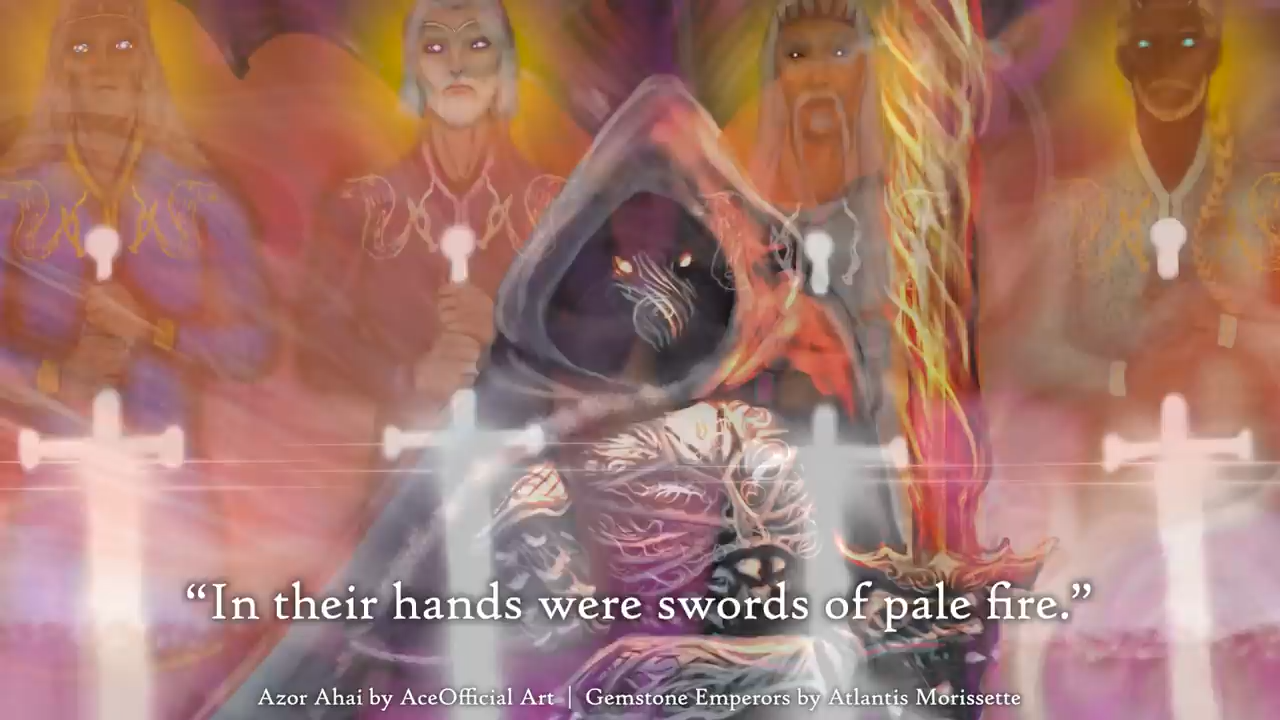 “In their hands were swords of pale fire.”
Azor Ahai by AceOfficial Art | Gemstone Emperors by Atlantis Morissette